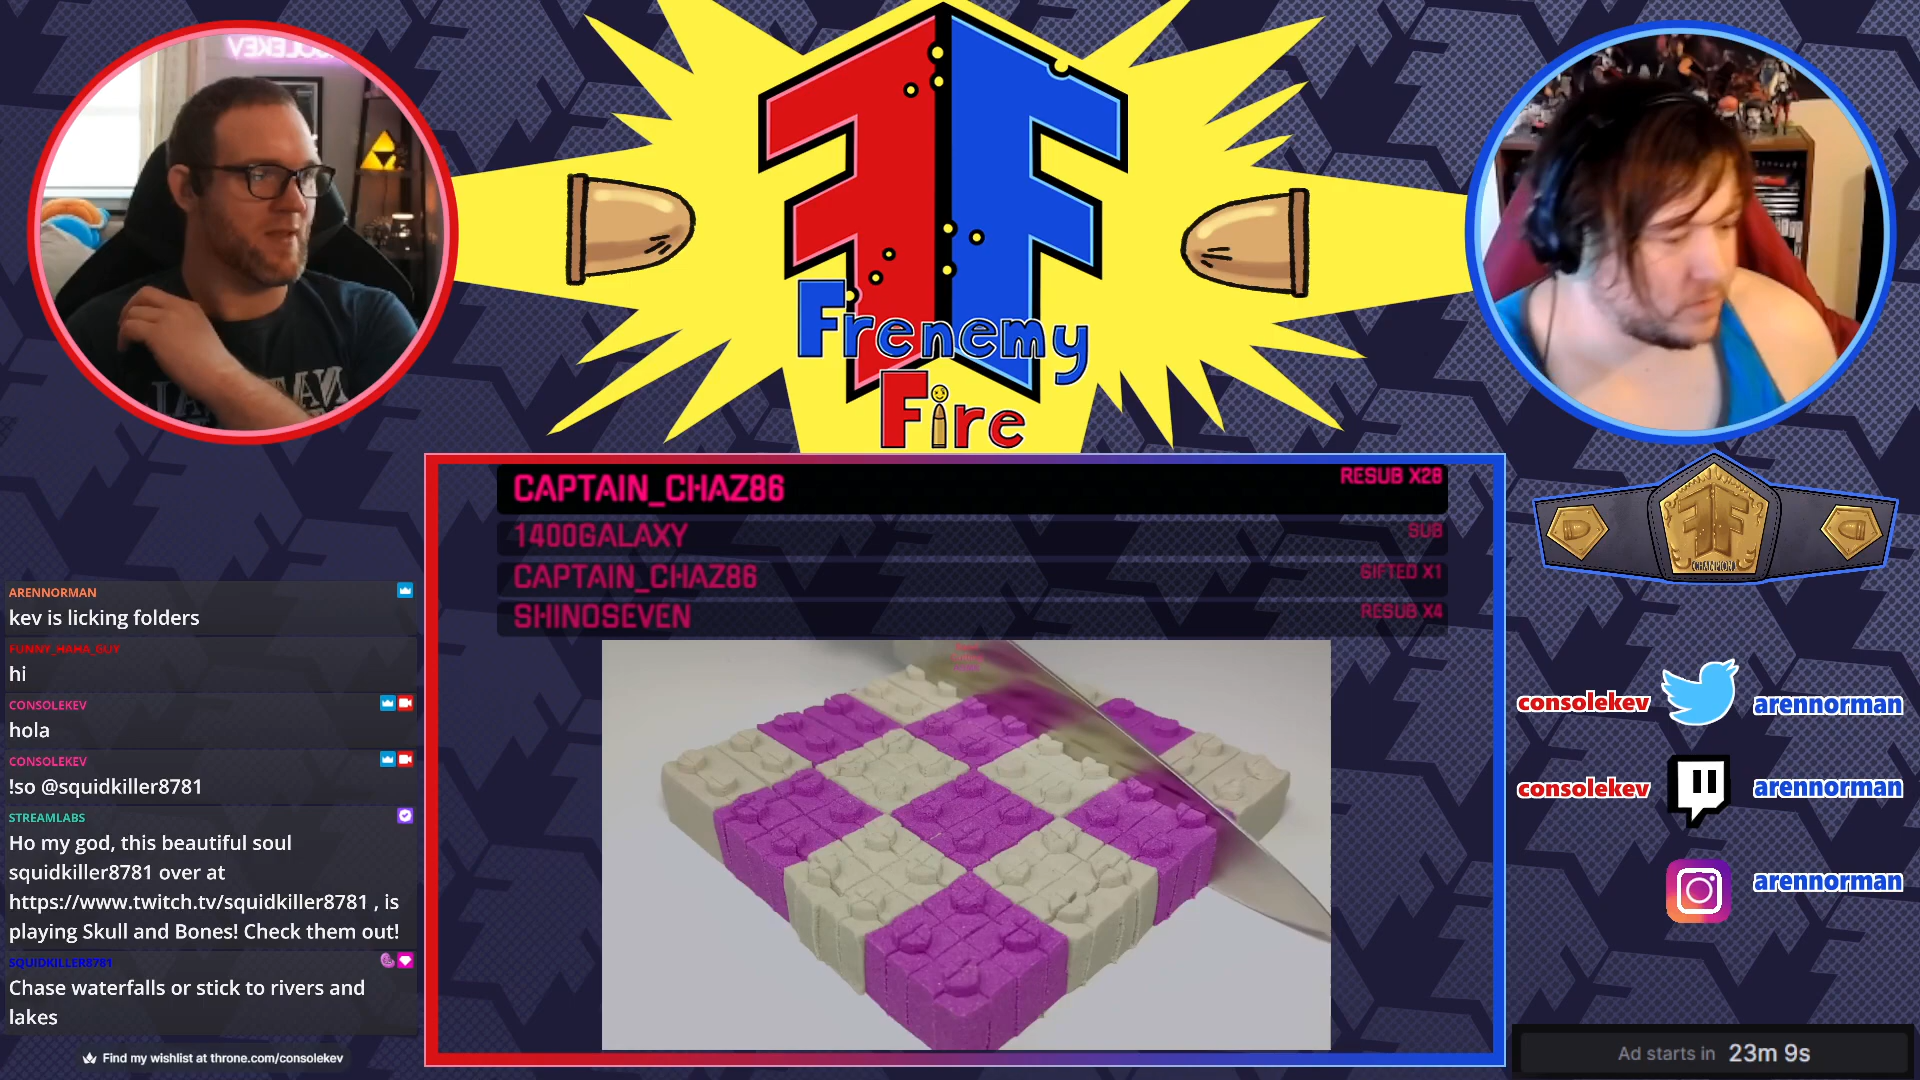 Frenemy
Fire
CAPTAIN_CHAZ86 RESUB X28
1400GALAXY SUB
CAPTAIN_CHAZ86 GIFTED X1
SHINOSEVEN RESUB X4
CHAMPION
ARENNORMAN
kev is licking folders
FUNNY_HAHA_GUY
hi
CONSOLEKEV
hola
CONSOLEKEV
!so @squidkiller8781
STREAMLABS
Ho my god, this beautiful soul
squidkiller8781 over at
https://www.twitch.tv/squidkiller8781 , is
playing Skull and Bones! Check them out!
SQUIDKILLER8781
Chase waterfalls or stick to rivers and
lakes
Find my wishlist at throne.com/consolekev
consolekev arennorman
consolekev arennorman
arennorman
Ad starts in 23m 9s